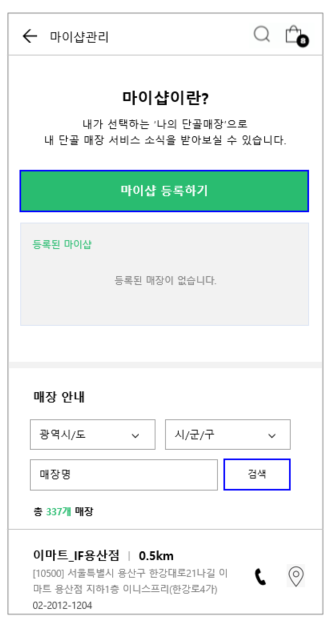 마이샵관리
마이샵이란?
내가 선택하는 '나의 단골매장'으로
내 단골 매장 서비스 소식을 받아보실 수 있습니다.
마이샵 등록하기
등록된 마이샵
등록된 매장이 없습니다.
매장 안내
광역시/도
시/군/구
매장명
검색
총 337개 매장
이마트_IF용산점 | 0.5km
[10500] 서울특별시 용산구 한강대로21나길 이
마트 용산점 지하1층 이니스프리(한강로4가)
02-2012-1204